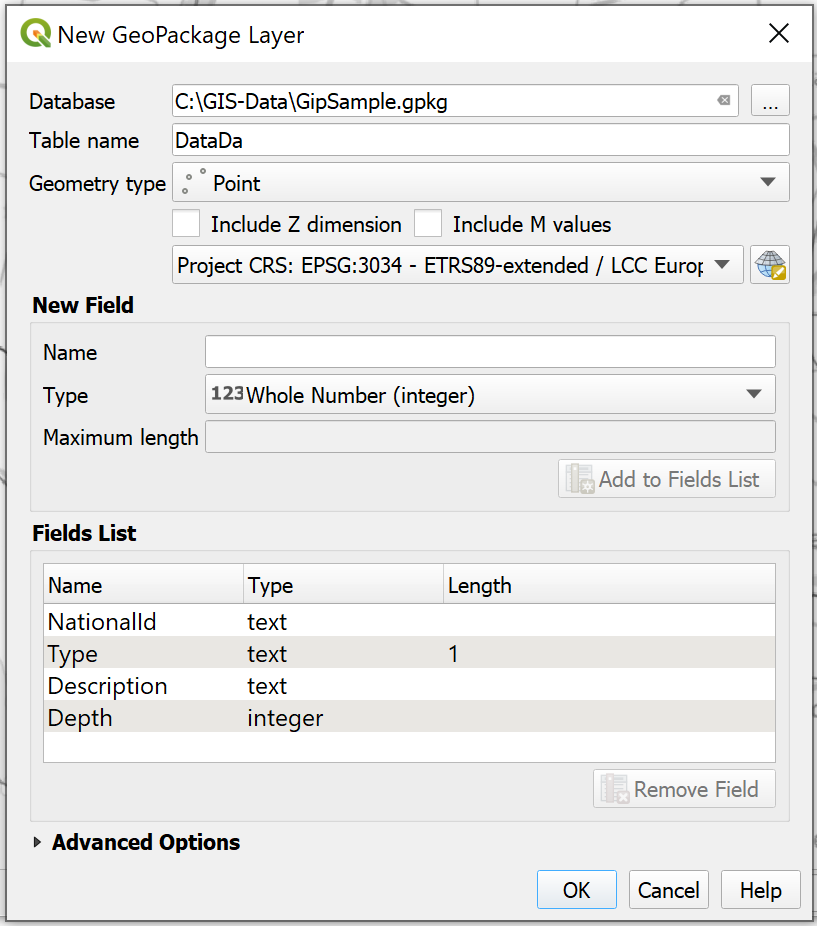 New GeoPackage Layer
Database C:\GIS-Data\GipSample.gpkg ...
Table name DataDa
Geometry type Point
Include Z dimension Include M values
Project CRS: EPSG:3034 - ETRS89-extended / LCC Europ
New Field
Name
Type 123 Whole Number (integer)
Maximum length
Add to Fields List
Fields List
Name Type Length
NationalId text
Type text 1
Description text
Depth integer
Remove Field
Advanced Options
OK Cancel Help